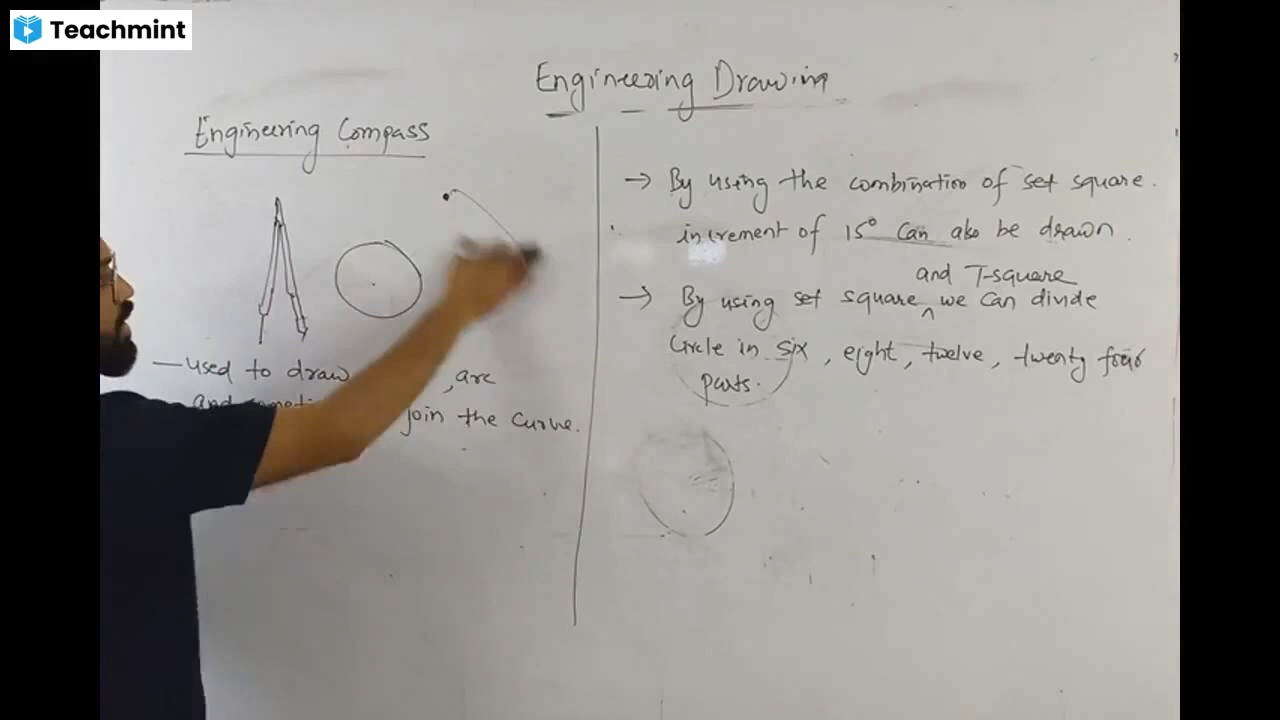 Teachmint
Engineering Drawing
Engineering Compass
— used to draw , arc
and join the curve.
→ By using the combination of set square.
increment of 15° can also be drawn.
and T-square
→ By using set square ^ we can divide
Circle in six, eight, twelve, twenty four
parts.